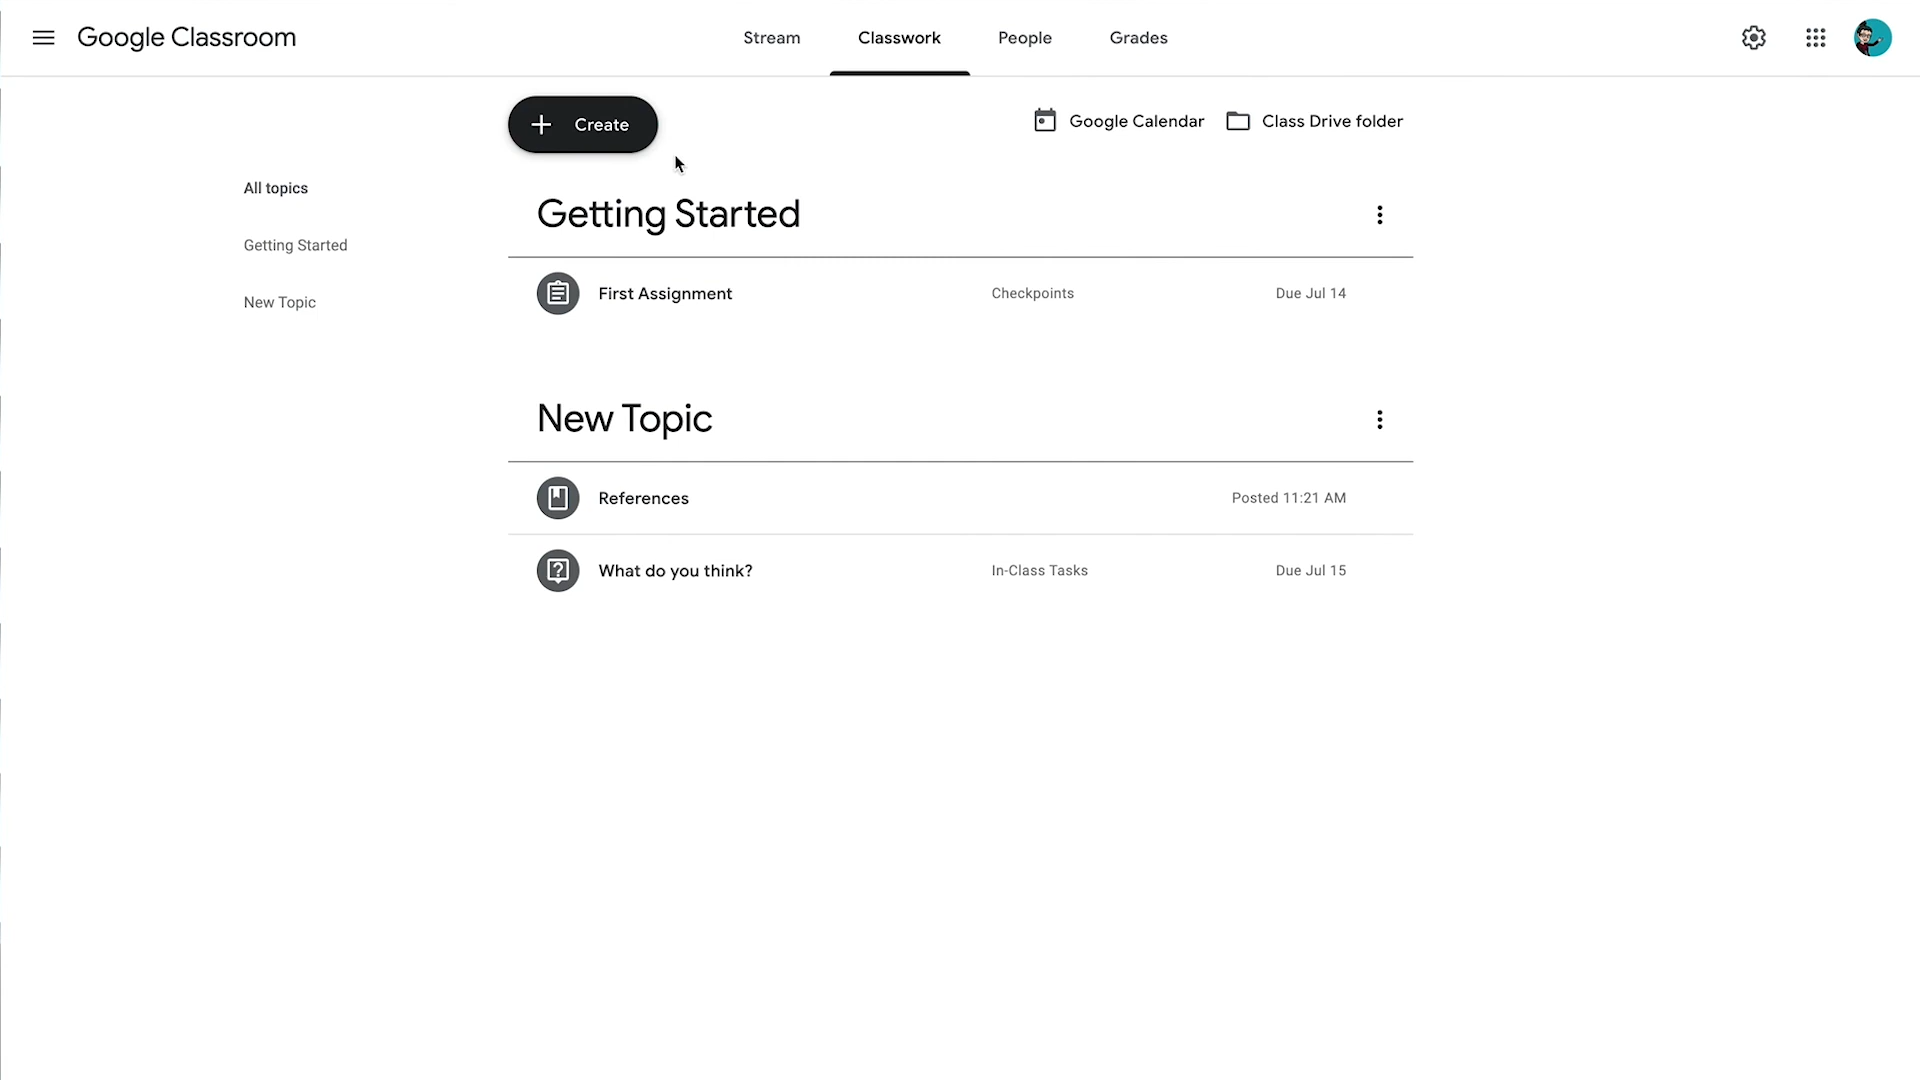 Google Classroom
Stream
Classwork
People
Grades
Create
Google Calendar
Class Drive folder
All topics
Getting Started
New Topic
Getting Started
First Assignment
Checkpoints
Due Jul 14
New Topic
References
Posted 11:21 AM
What do you think?
In-Class Tasks
Due Jul 15